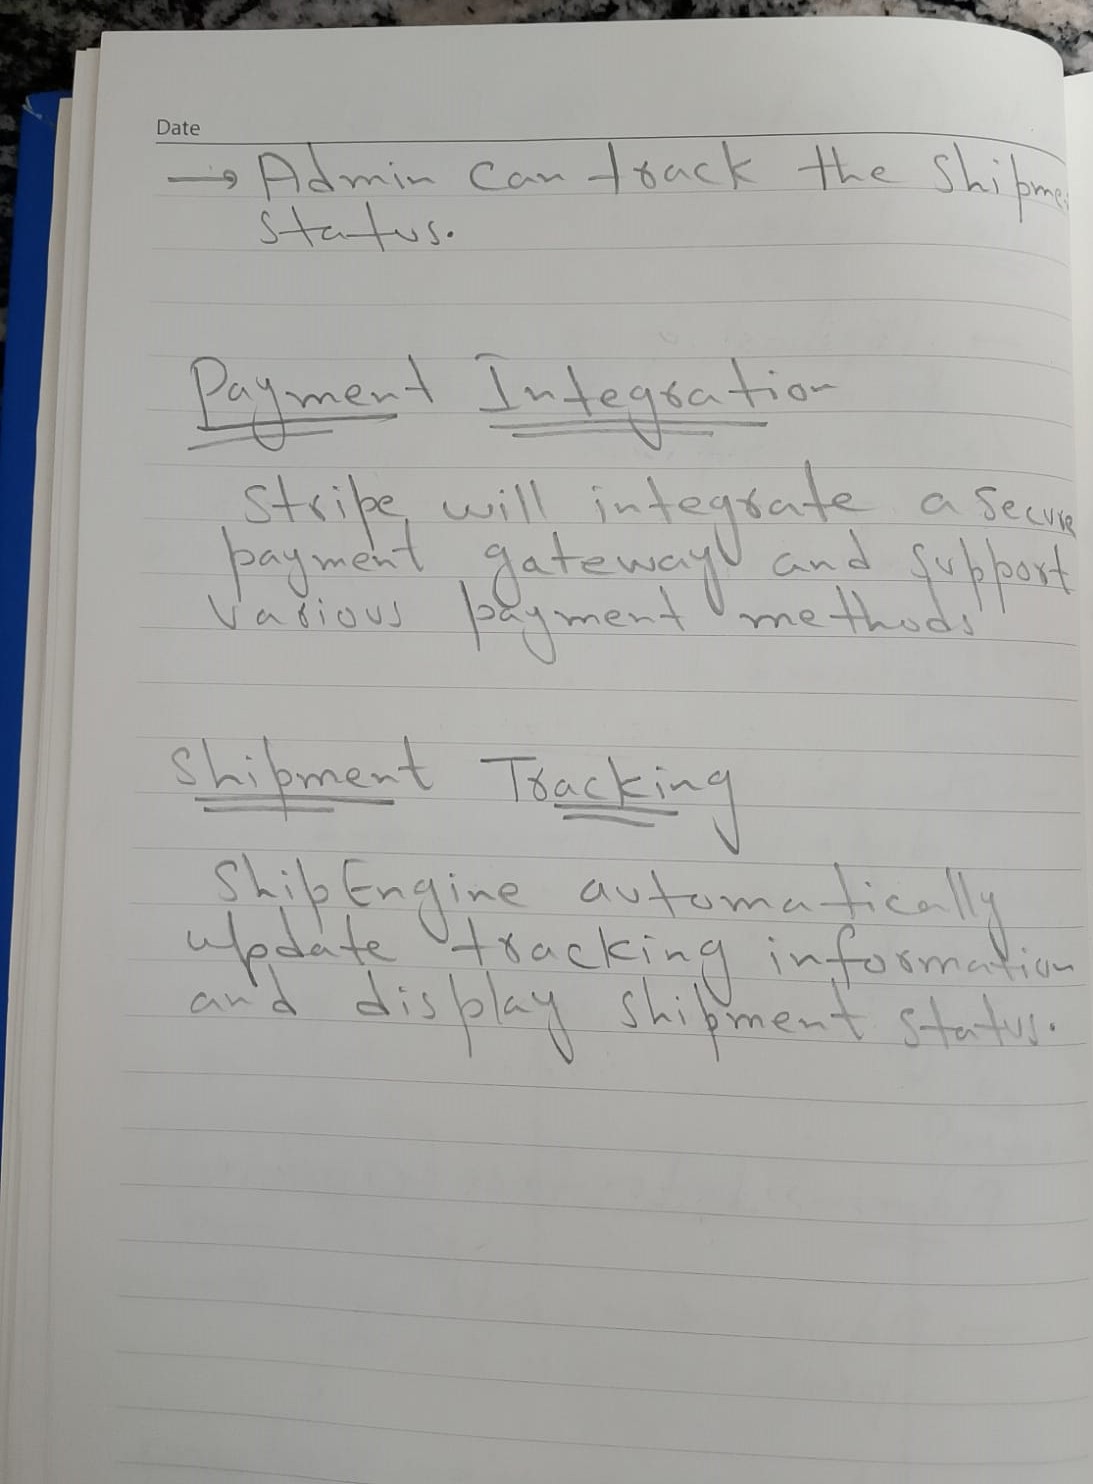 Date
→ Admin can track the Shipme
status.
Payment Integration
Stripe will integrate a secure
payment gateway and support
various payment methods
Shipment Tracking
ShipEngine automatically
update tracking information
and display shipment status.